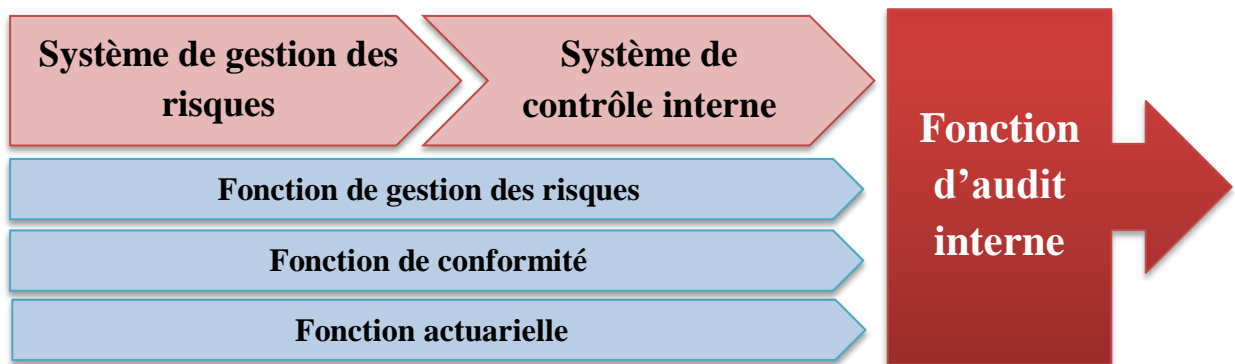 Système de gestion des
risques
Système de
contrôle interne
Fonction
d’audit
interne
Fonction de gestion des risques
Fonction de conformité
Fonction actuarielle